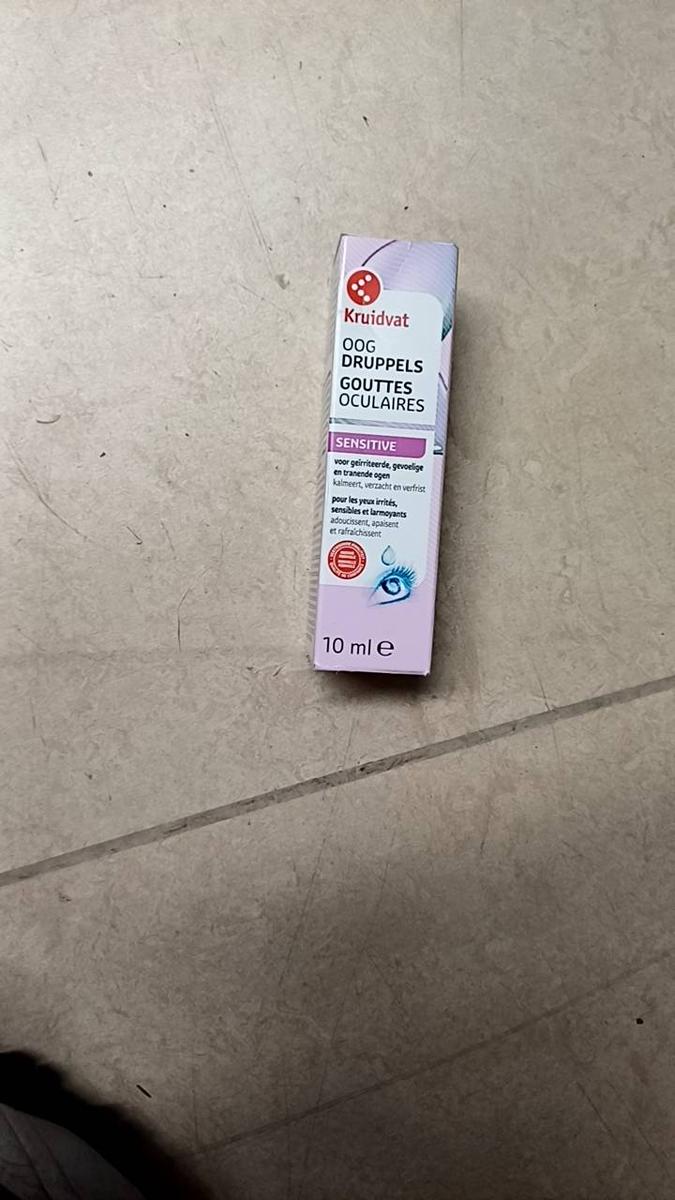 Kruidvat
OOG
DRUPPELS
GOUTTES
OCULAIRES
SENSITIVE
voor geïrriteerde, gevoelige
en tranende ogen
kalmeert, verzacht en verfrist
pour les yeux irrités,
sensibles et larmoyants
adoucissent, apaisent
et rafraîchissent
10 ml e